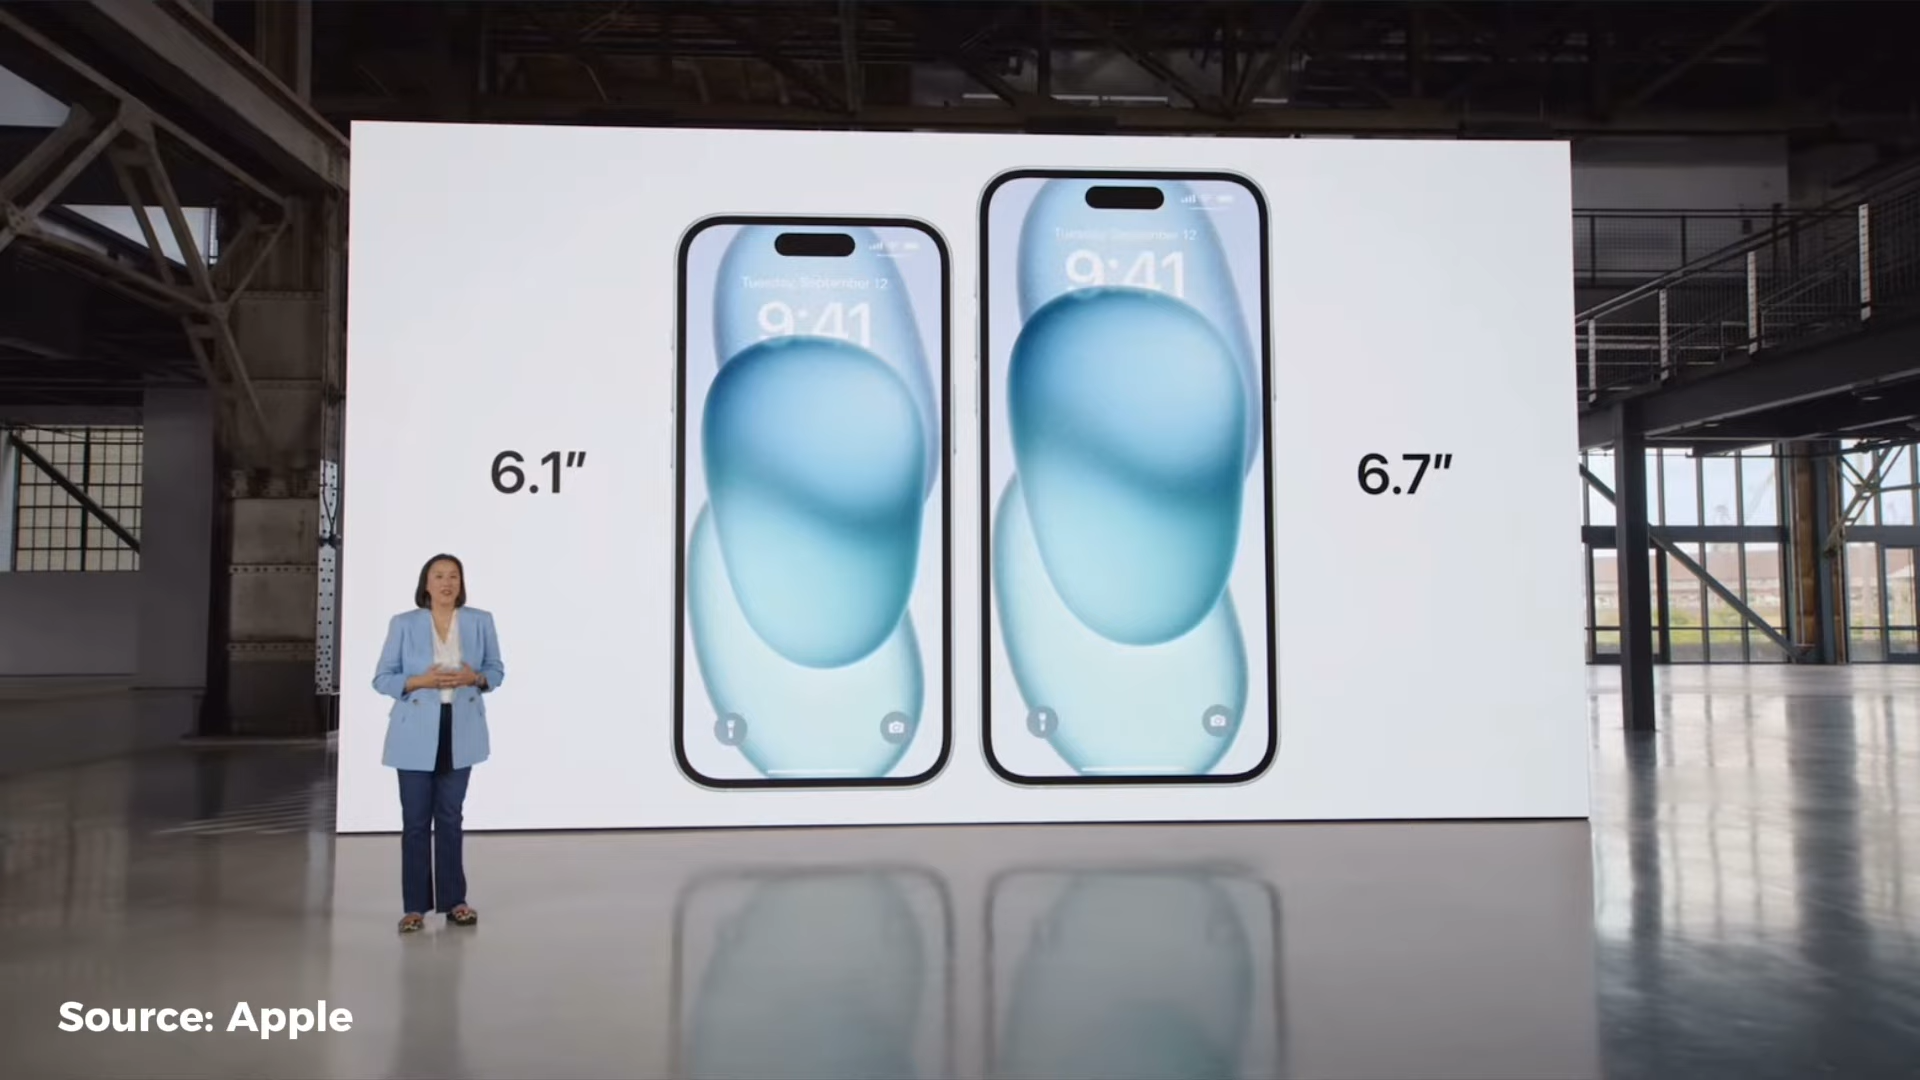 Tuesday, September 12
9:41
Tuesday, September 12
9:41
6.1″
6.7″
Source: Apple